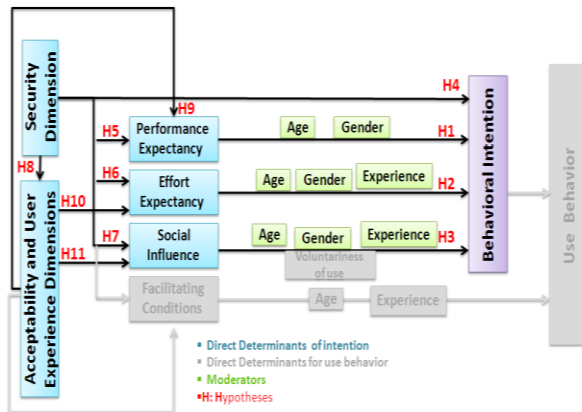 Security
Dimension
H8
Acceptability and User
Experience Dimensions
H9
H5
Performance
Expectancy
Age
Gender
H4
H1
H6
Effort
Expectancy
Age
Gender
Experience
H2
H10
H7
Social
Influence
Age
Gender
Experience
H3
Voluntariness
of use
H11
Facilitating
Conditions
Age
Experience
Behavioral Intention
Use Behavior
Direct Determinants of intention
Direct Determinants for use behavior
Moderators
H: Hypotheses